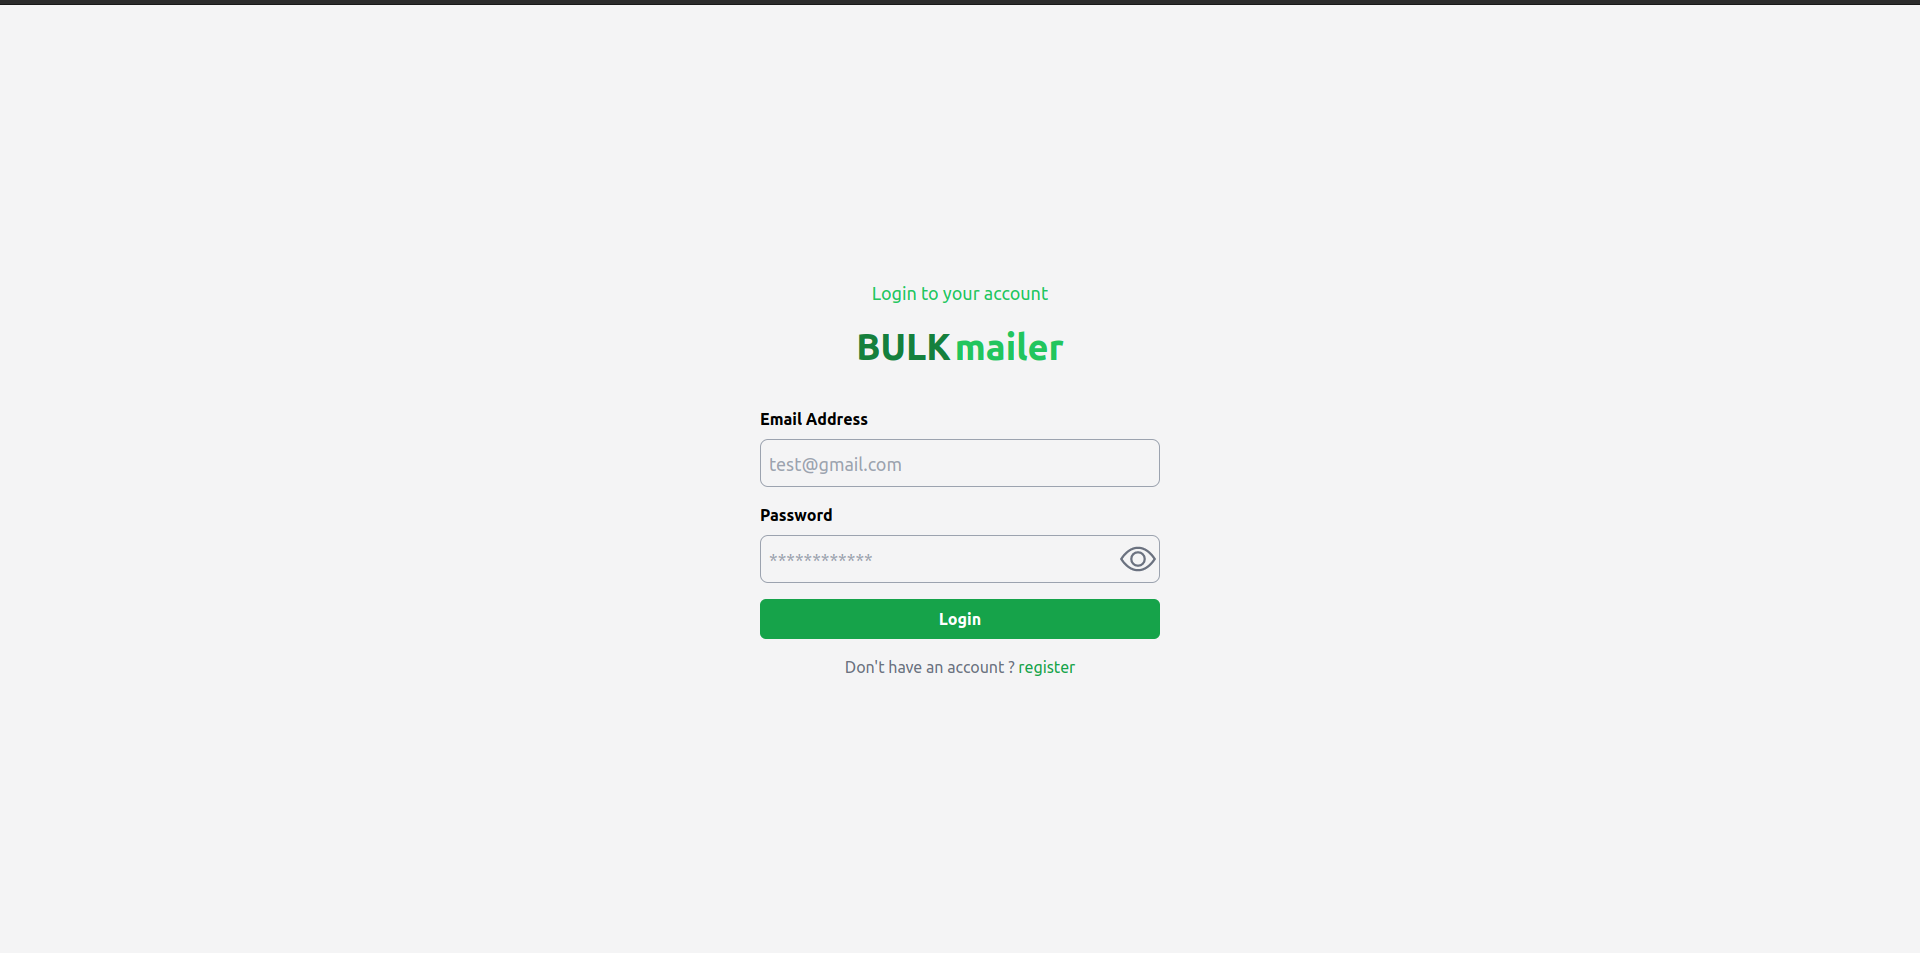 Login to your account
BULK mailer
Email Address
test@gmail.com
Password
************
Login
Don't have an account ? register